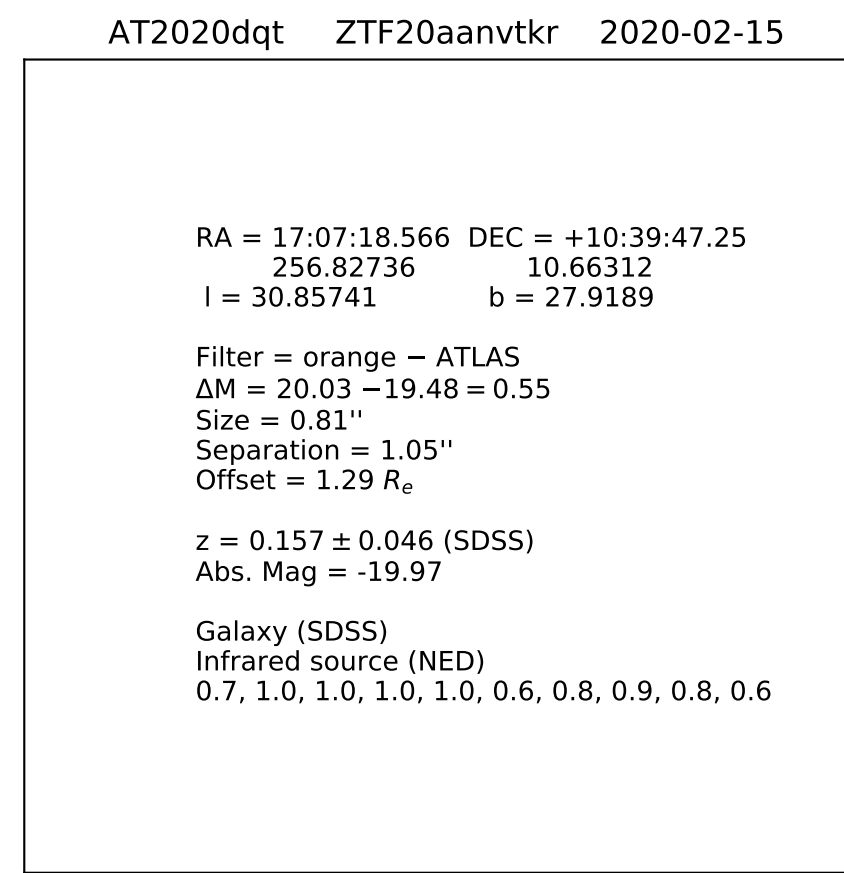 AT2020dqt ZTF20aanvtkr 2020-02-15
RA = 17:07:18.566 DEC = +10:39:47.25
256.82736 10.66312
l = 30.85741 b = 27.9189
Filter = orange − ATLAS
ΔM = 20.03 −19.48 = 0.55
Size = 0.81''
Separation = 1.05''
Offset = 1.29 Rₑ
z = 0.157 ± 0.046 (SDSS)
Abs. Mag = -19.97
Galaxy (SDSS)
Infrared source (NED)
0.7, 1.0, 1.0, 1.0, 1.0, 0.6, 0.8, 0.9, 0.8, 0.6